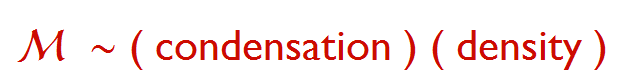 ℳ ~ ( condensation ) ( density )